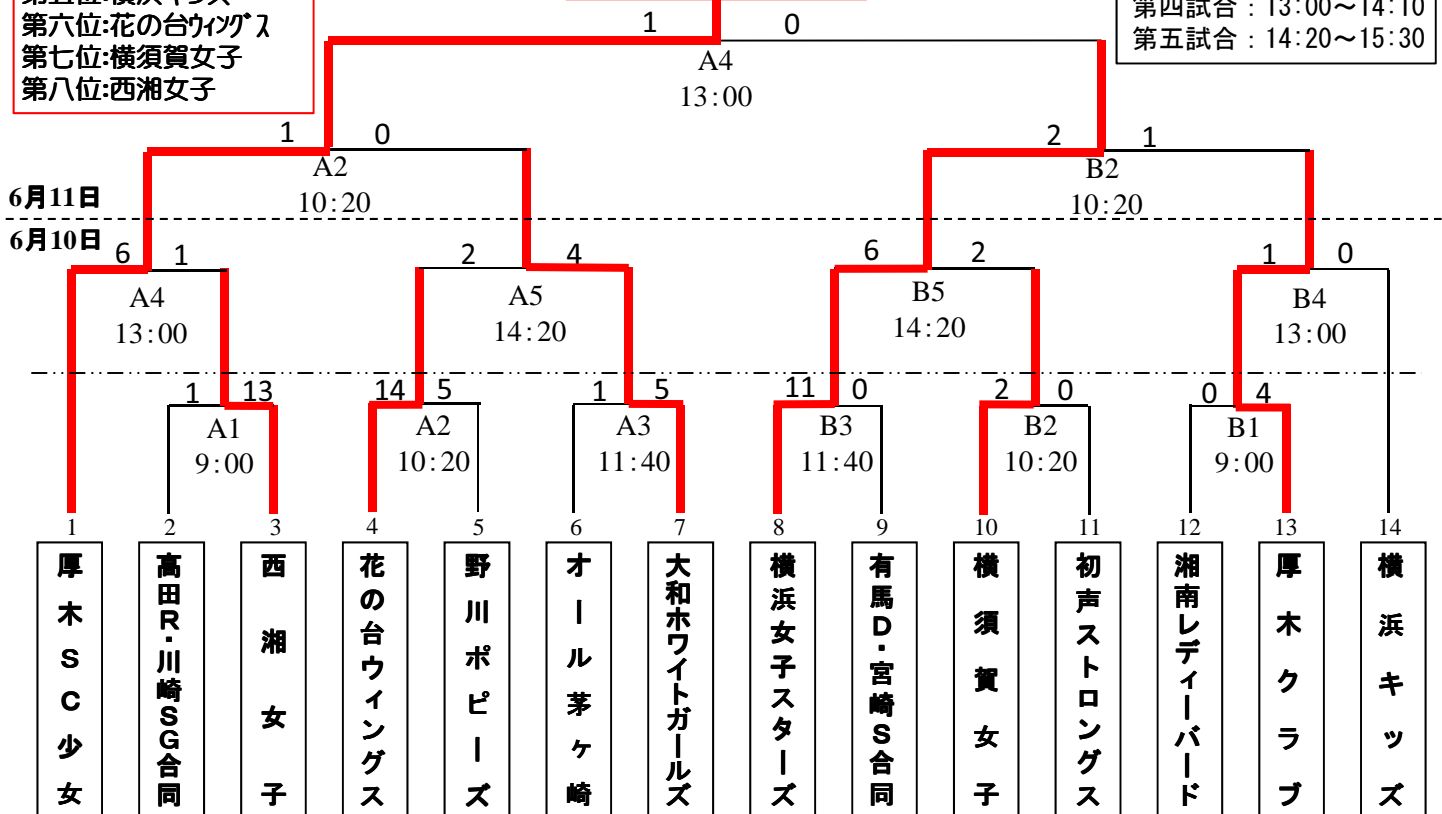 第五位:横浜キッズ
第六位:花の台ウィングス
第七位:横須賀女子
第八位:西湘女子
第四試合：13:00～14:10
第五試合：14:20～15:30
1 0
A4
13:00
1 0
A2
10:20
2 1
B2
10:20
6月11日
6月10日
6 1
A4
13:00
2 4
A5
14:20
6 2
B5
14:20
1 0
B4
13:00
1 13
A1
9:00
14 5
A2
10:20
1 5
A3
11:40
11 0
B3
11:40
2 0
B2
10:20
0 4
B1
9:00
1 2 3 4 5 6 7 8 9 10 11 12 13 14
厚木SC少女
高田R・川崎SG合同
西湘女子
花の台ウィングス
野川ポピーズ
オール茅ヶ崎
大和ホワイトガールズ
横浜女子スターズ
有馬D・宮崎S合同
横須賀女子
初声ストロングス
湘南レディーバード
厚木クラブ
横浜キッズ